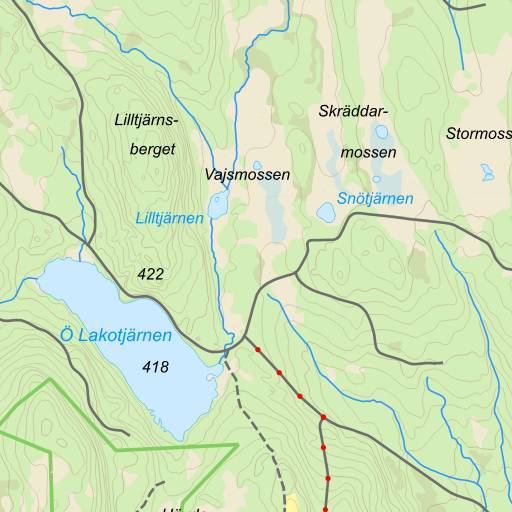 Lilltjärns-
berget
Skräddar-
mossen
Stormoss
Vajsmossen
Snötjärnen
Lilltjärnen
422
Ö Lakotjärnen
418